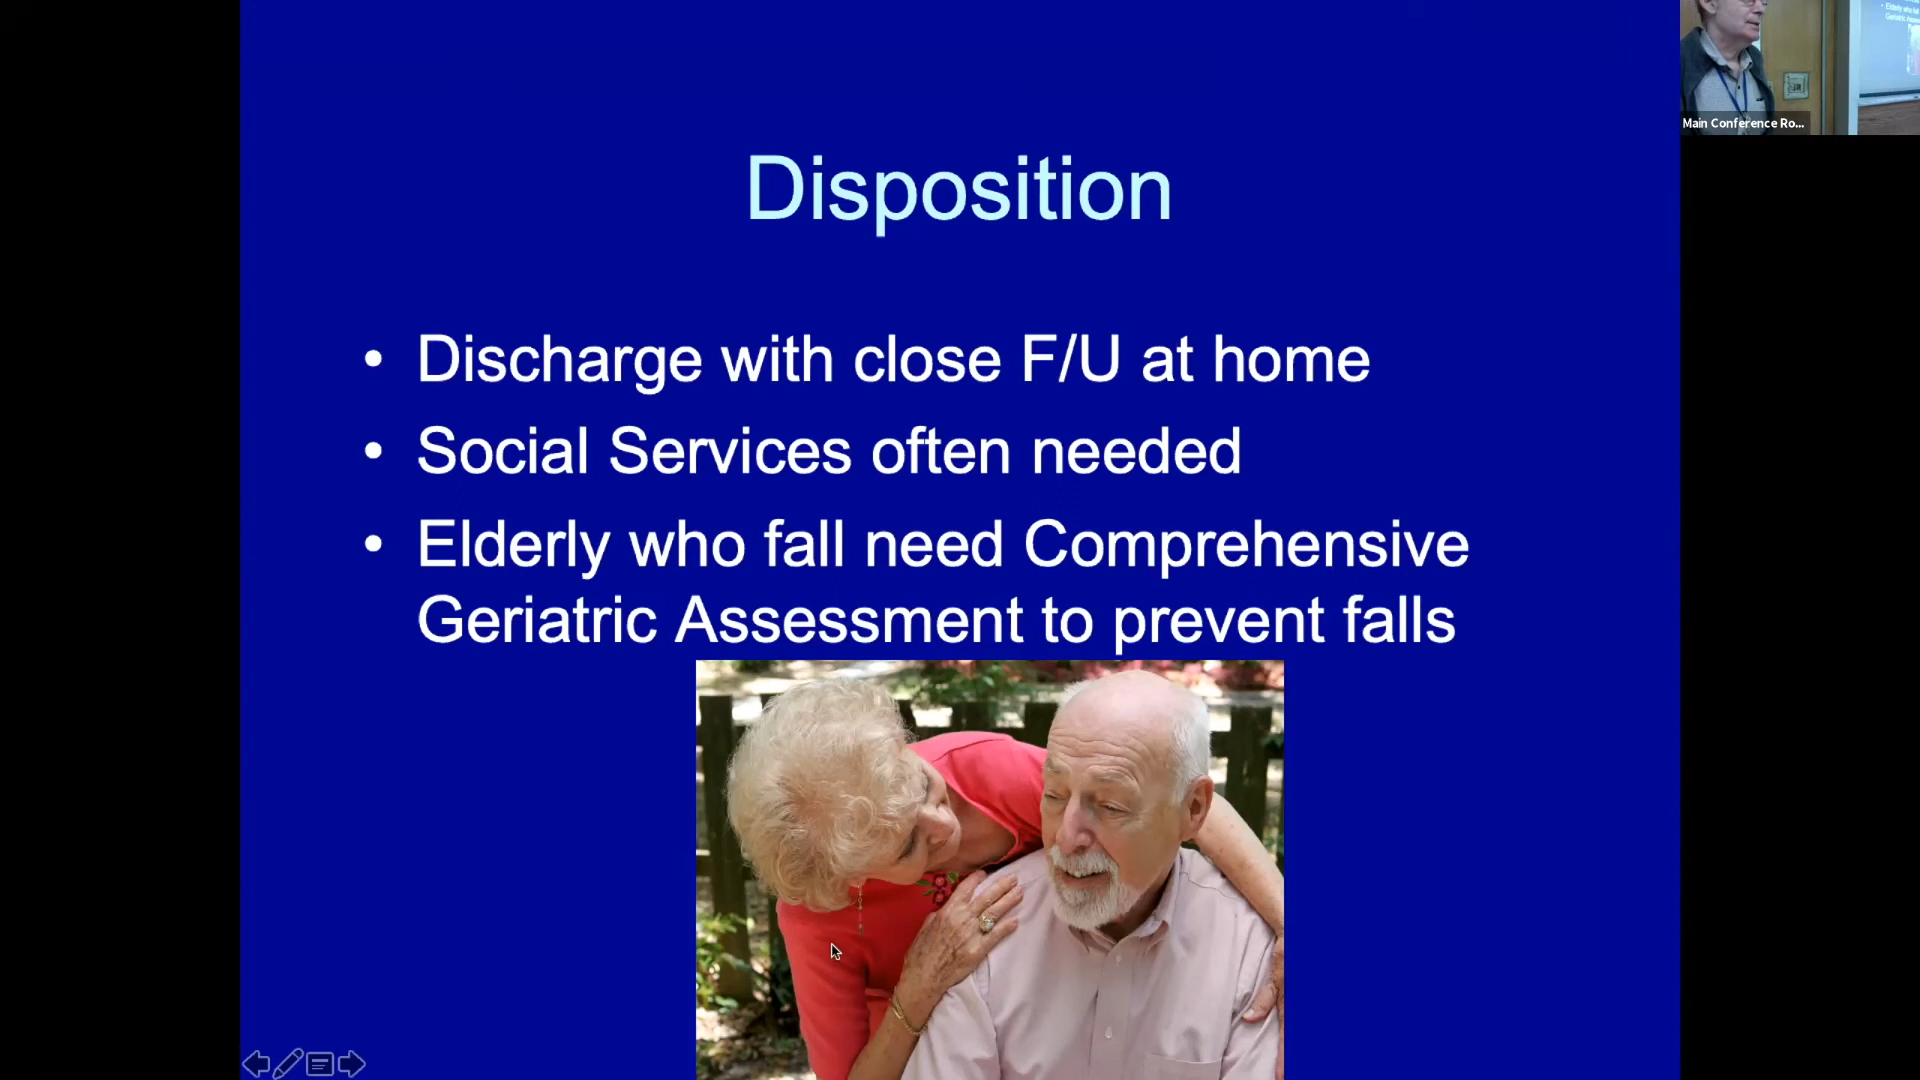 Disposition
• Discharge with close F/U at home
• Social Services often needed
• Elderly who fall need Comprehensive
Geriatric Assessment to prevent falls
Main Conference Ro...